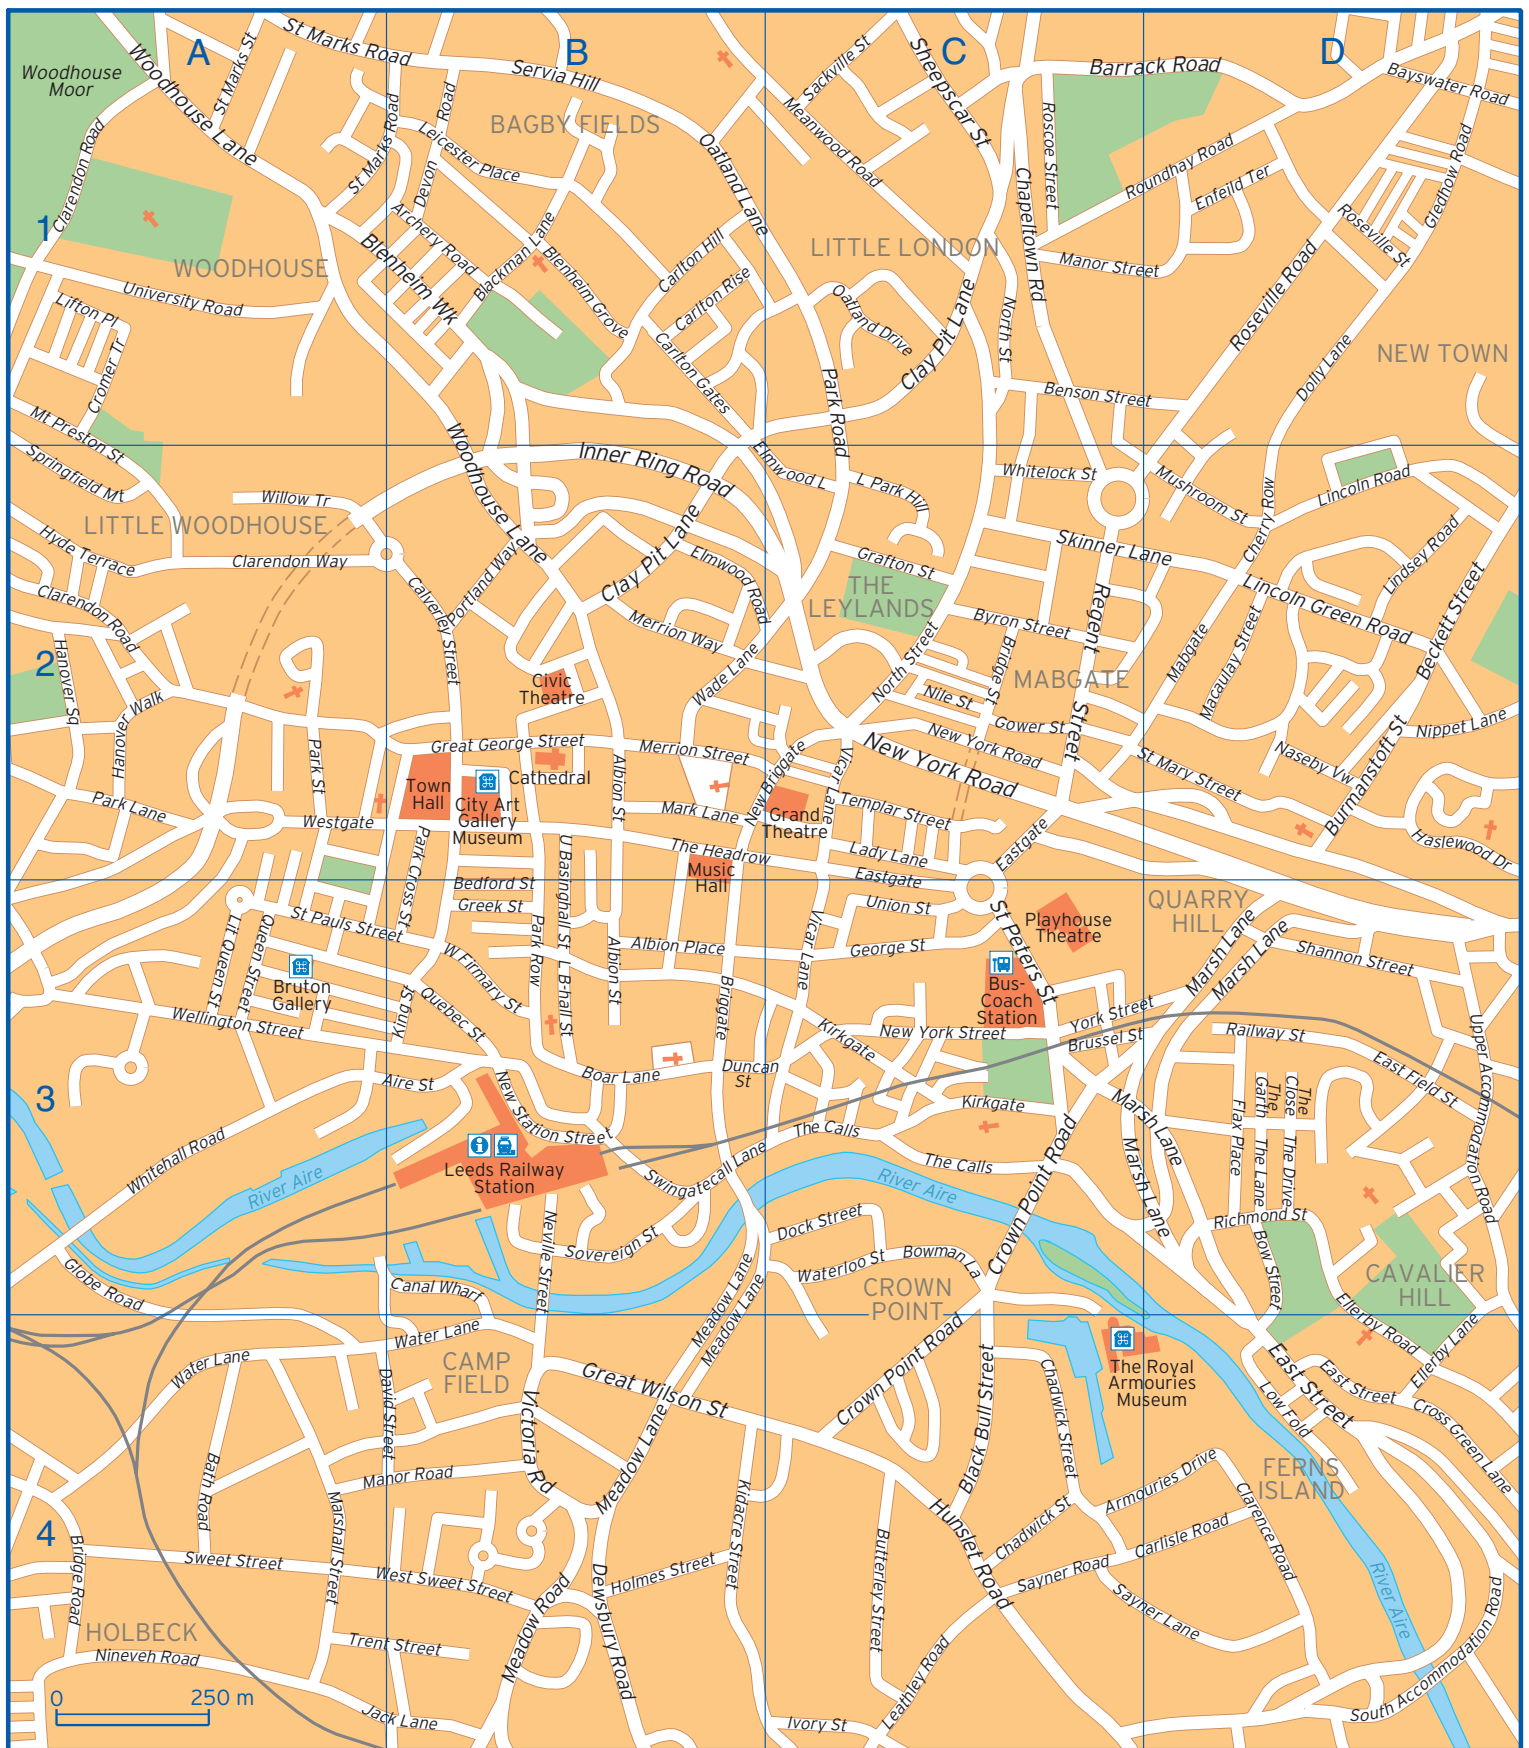 A
B
C
D
1
2
3
4
Woodhouse
Moor
Woodhouse Lane
St Marks St
St Marks Road
Servia Hill
Sackville St
Sheepscar St
Barrack Road
Bayswater Road
BAGBY FIELDS
Meanwood Road
Roscoe Street
Clarendon Road
St Marks Road
Devon Road
Leicester Place
Oatland Lane
Chapeltown Rd
Roundhay Road
Enfeild Ter
Roseville St
Gledhow Road
Archery Road
Blackman Lane
Blenheim Wk
Blenheim Grove
WOODHOUSE
LITTLE LONDON
Manor Street
Carlton Hill
Carlton Rise
University Road
Lifton Pl
Cromer Tr
Carlton Gates
Oatland Drive
Clay Pit Lane
North St
Roseville Road
Dolly Lane
NEW TOWN
Park Road
Benson Street
Mt Preston St
Springfield Mt
Woodhouse Lane
Inner Ring Road
Elmwood L
L Park Hill
Whitelock St
Mushroom St
Cherry Row
Lincoln Road
Willow Tr
LITTLE WOODHOUSE
Hyde Terrace
Clarendon Way
Portland Way
Calverley Street
Clay Pit Lane
Elmwood Road
Grafton St
Skinner Lane
Lindsey Road
THE
LEYLANDS
Clarendon Road
Merrion Way
Byron Street
Regent Street
Lincoln Green Road
Beckett Street
Hanover Sq
Hanover Walk
Wade Lane
North Street
Bridge St
MABGATE
Mabgate
Macaulay Street
Civic
Theatre
Nile St
Gower St
New York Road
Nippet Lane
Great George Street
Merrion Street
New Briggate
Vicar Lane
New York Road
St Mary Street
Naseby Vw
Burmanstoft St
Park St
Cathedral
Town
Hall
City Art
Gallery
Museum
Albion St
Mark Lane
Grand
Theatre
Templar Street
Park Lane
Westgate
The Headrow
Lady Lane
Eastgate
Eastgate
Haslewood Dr
Park Cross St
U Basinghall St
Music
Hall
Bedford St
Greek St
Union St
QUARRY
HILL
St Pauls Street
Lit Queen St
Queen Street
Park Row
L B-hall St
Albion Place
Albion St
George St
Vicar Lane
St Peters St
Playhouse
Theatre
Marsh Lane
Marsh Lane
Shannon Street
Bruton
Gallery
W Firmary St
Quebec St
King St
Brigate
Bus-
Coach
Station
Wellington Street
Kirkgate
New York Street
York Street
Brussel St
Railway St
East Field St
Upper Accommodation Road
Aire St
Boar Lane
Duncan
St
New Station Street
Kirkgate
The Calls
The Calls
Marsh Lane
Marsh Lane
Flax Place
The
Garth
The
Close
The Lane
The Drive
Whitehall Road
River Aire
Leeds Railway
Station
Swingatecall Lane
River Aire
Crown Point Road
Richmond St
Bow Street
Neville Street
Sovereign St
Dock Street
Waterloo St
Bowman La
CAVALIER
HILL
Globe Road
Canal Wharf
Meadow Lane
Meadow Lane
CROWN
POINT
Ellerby Road
Ellerby Lane
Water Lane
Water Lane
CAMP
FIELD
Great Wilson St
Crown Point Road
The Royal
Armouries
Museum
David Street
Victoria Rd
Meadow Lane
Black Bull Street
Chadwick Street
East Street
East Street
Low Fold
Cross Green Lane
Bath Road
Manor Road
Kidacre Street
Armouries Drive
FERNS
ISLAND
Marshall Street
Hunslet Road
Chadwick St
Carlisle Road
Clarence Road
Bridge Road
Sweet Street
West Sweet Street
Dewsbury Road
Holmes Street
Butterley Street
Sayner Road
Sayner Lane
River Aire
HOLBECK
Nineveh Road
Trent Street
Meadow Road
Leathley Road
South Accommodation Road
0
250 m
Jack Lane
Ivory St